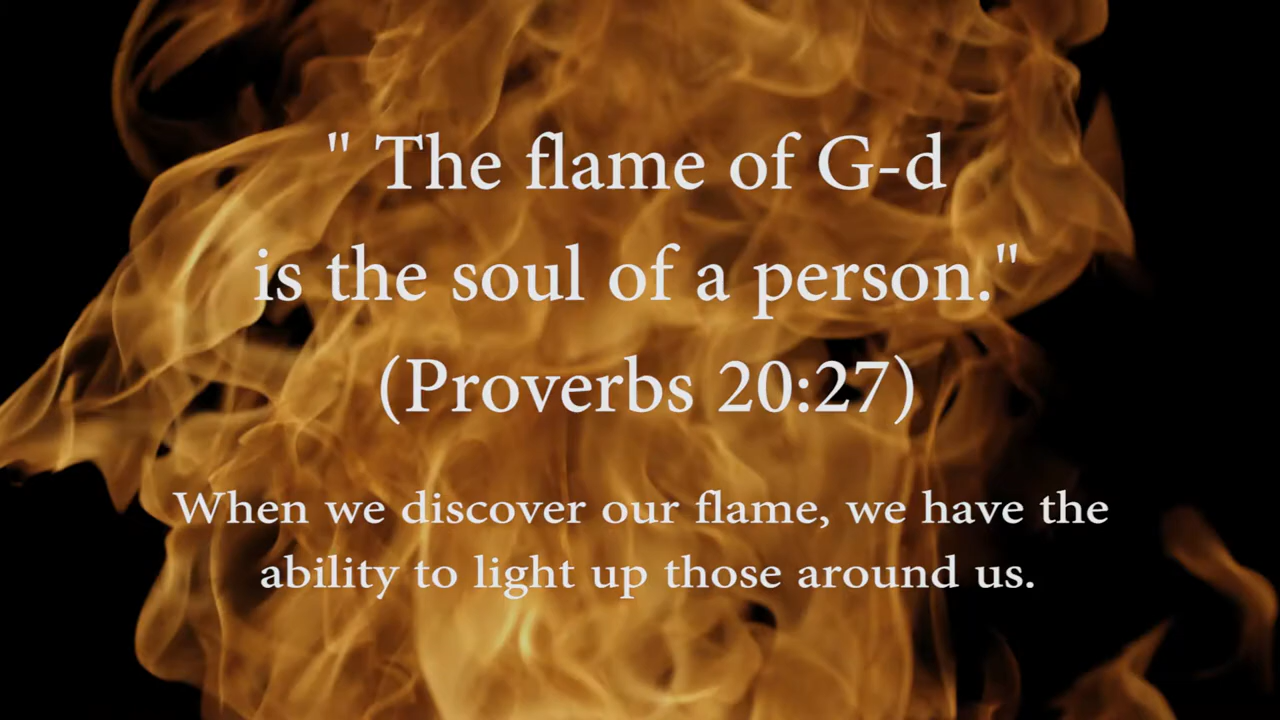 " The flame of G-d
is the soul of a person."
(Proverbs 20:27)
When we discover our flame, we have the
ability to light up those around us.